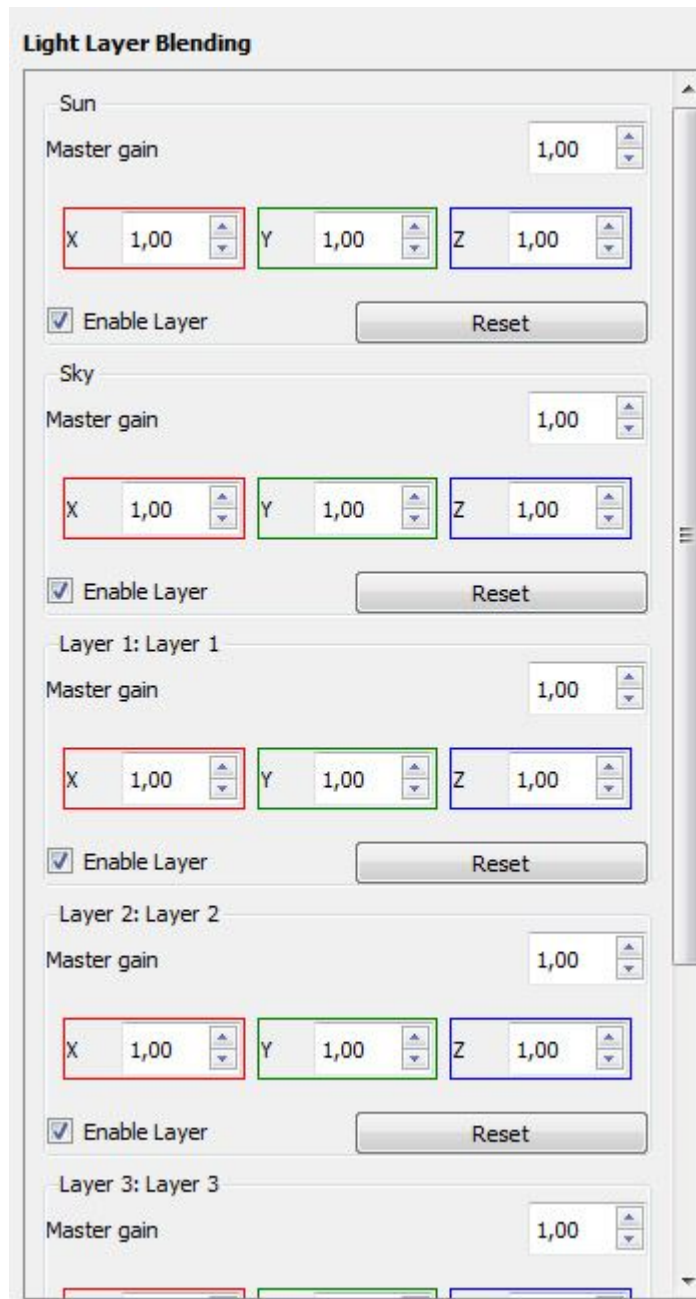 Light Layer Blending
Sun
Master gain 1,00
X 1,00 Y 1,00 Z 1,00
Enable Layer Reset
Sky
Master gain 1,00
X 1,00 Y 1,00 Z 1,00
Enable Layer Reset
Layer 1: Layer 1
Master gain 1,00
X 1,00 Y 1,00 Z 1,00
Enable Layer Reset
Layer 2: Layer 2
Master gain 1,00
X 1,00 Y 1,00 Z 1,00
Enable Layer Reset
Layer 3: Layer 3
Master gain 1,00